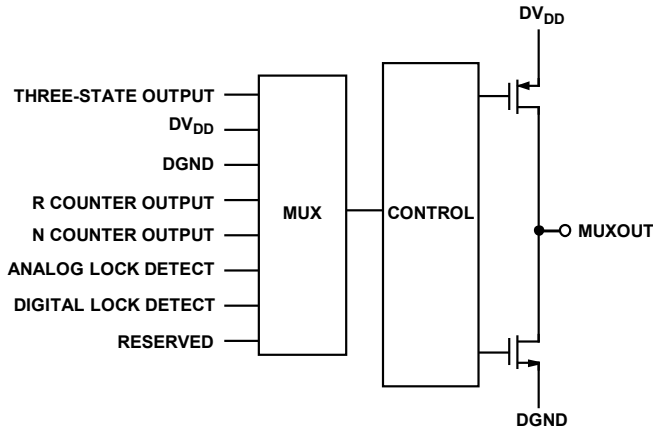 DVDD
THREE-STATE OUTPUT
DVDD
DGND
R COUNTER OUTPUT
N COUNTER OUTPUT
ANALOG LOCK DETECT
DIGITAL LOCK DETECT
RESERVED
MUX
CONTROL
MUXOUT
DGND